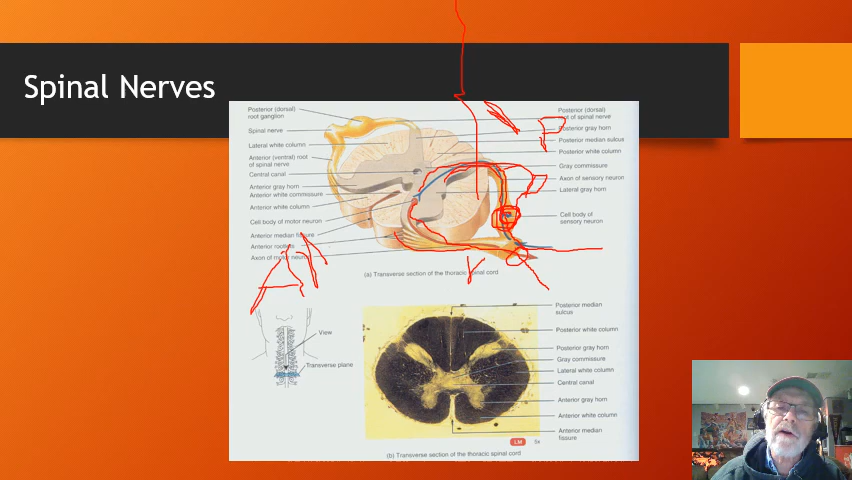 Spinal Nerves
Posterior (dorsal)
root ganglion
Spinal nerve
Lateral white column
Anterior (ventral) root
of spinal nerve
Central canal
Anterior gray horn
Anterior white commissure
Anterior white column
Cell body of motor neuron
Anterior median fissure
Anterior rootlets
Axon of motor neuron
Posterior (dorsal)
root of spinal nerve
Posterior gray horn
Posterior median sulcus
Posterior white column
Gray commissure
Axon of sensory neuron
Lateral gray horn
Cell body of
sensory neuron
(a) Transverse section of the thoracic spinal cord
View
Transverse plane
Posterior median
sulcus
Posterior white column
Posterior gray horn
Gray commissure
Lateral white column
Central canal
Anterior gray horn
Anterior white column
Anterior median
fissure
LM 5x
(b) Transverse section of the thoracic spinal cord